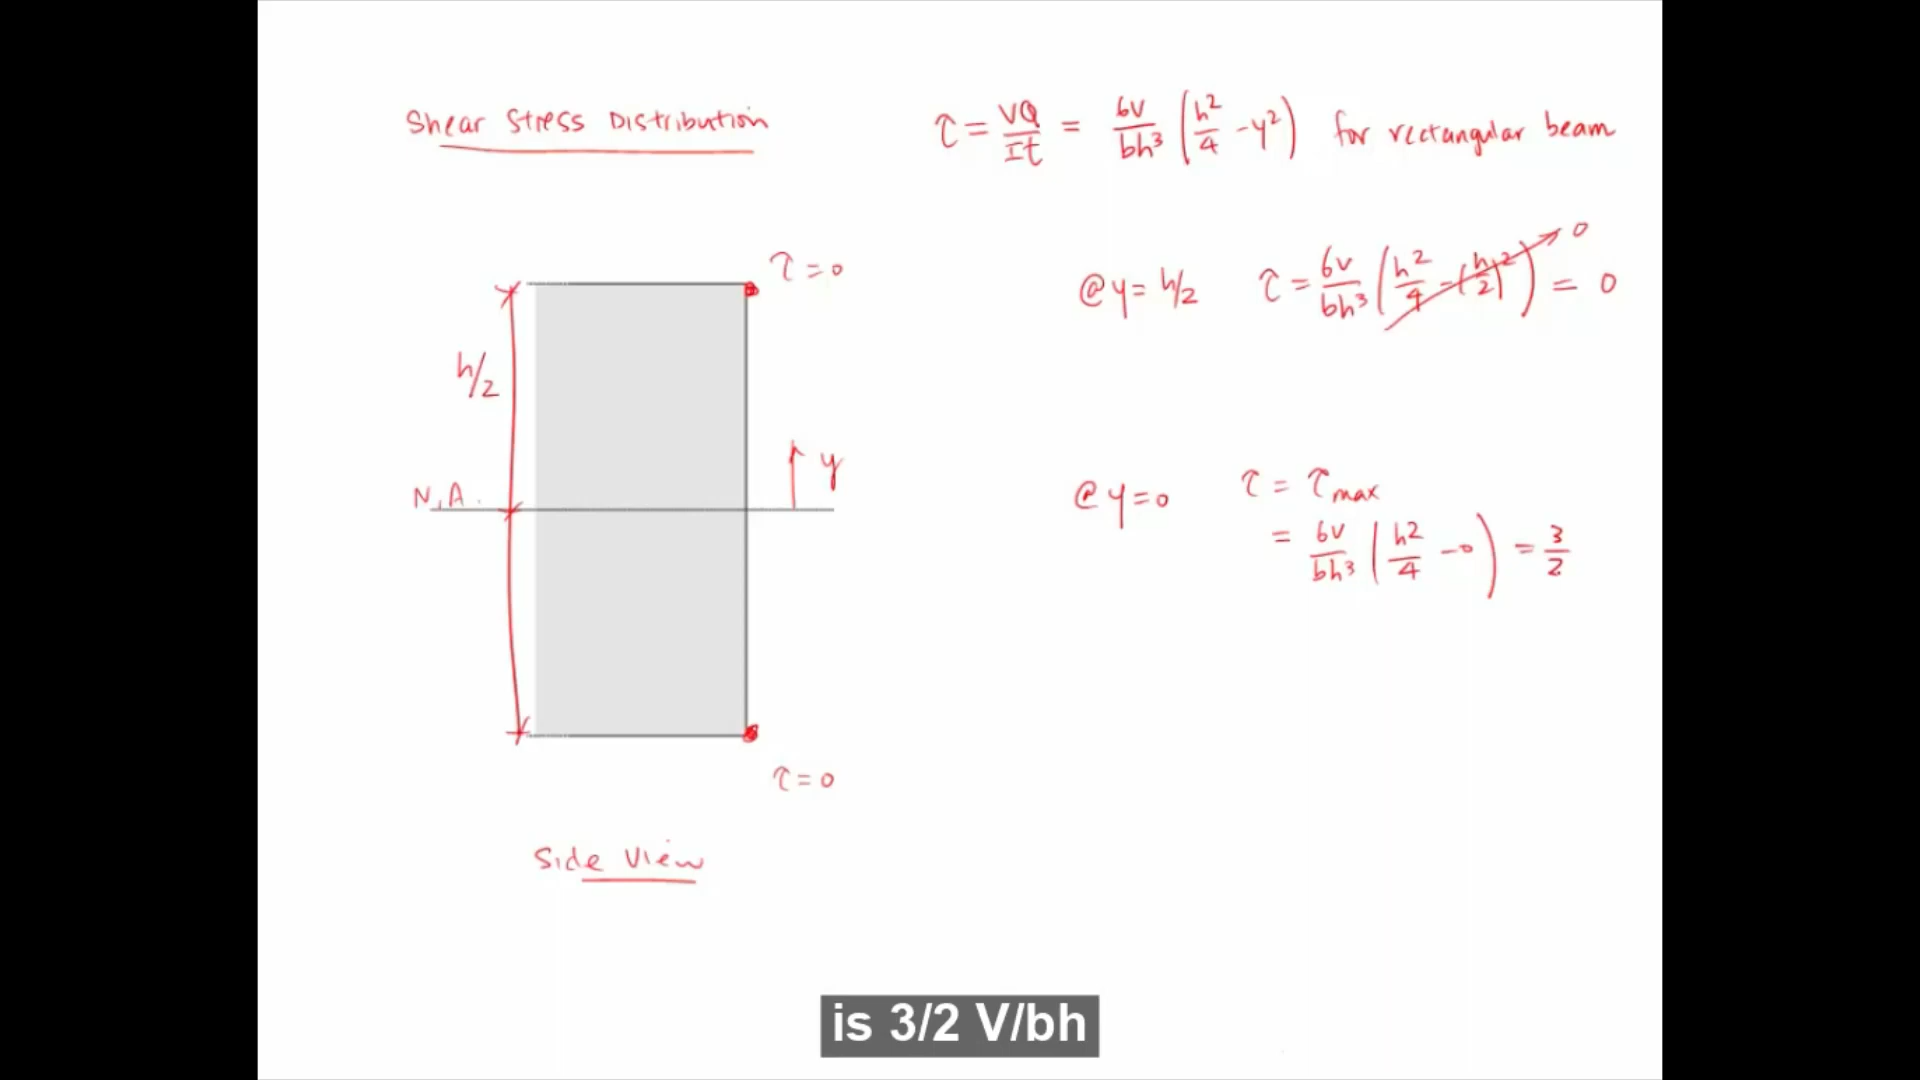 Shear Stress Distribution
τ = VQ/It = 6V/bh³ (h²/4 - y²) for rectangular beam
τ = 0
@ y = h/2 τ = 6V/bh³ (h²/4 - (h/2)²) = 0
0
h/2
y
N.A.
@ y = 0 τ = τmax
= 6V/bh³ (h²/4 - 0) = 3/2
τ = 0
Side View
is 3/2 V/bh